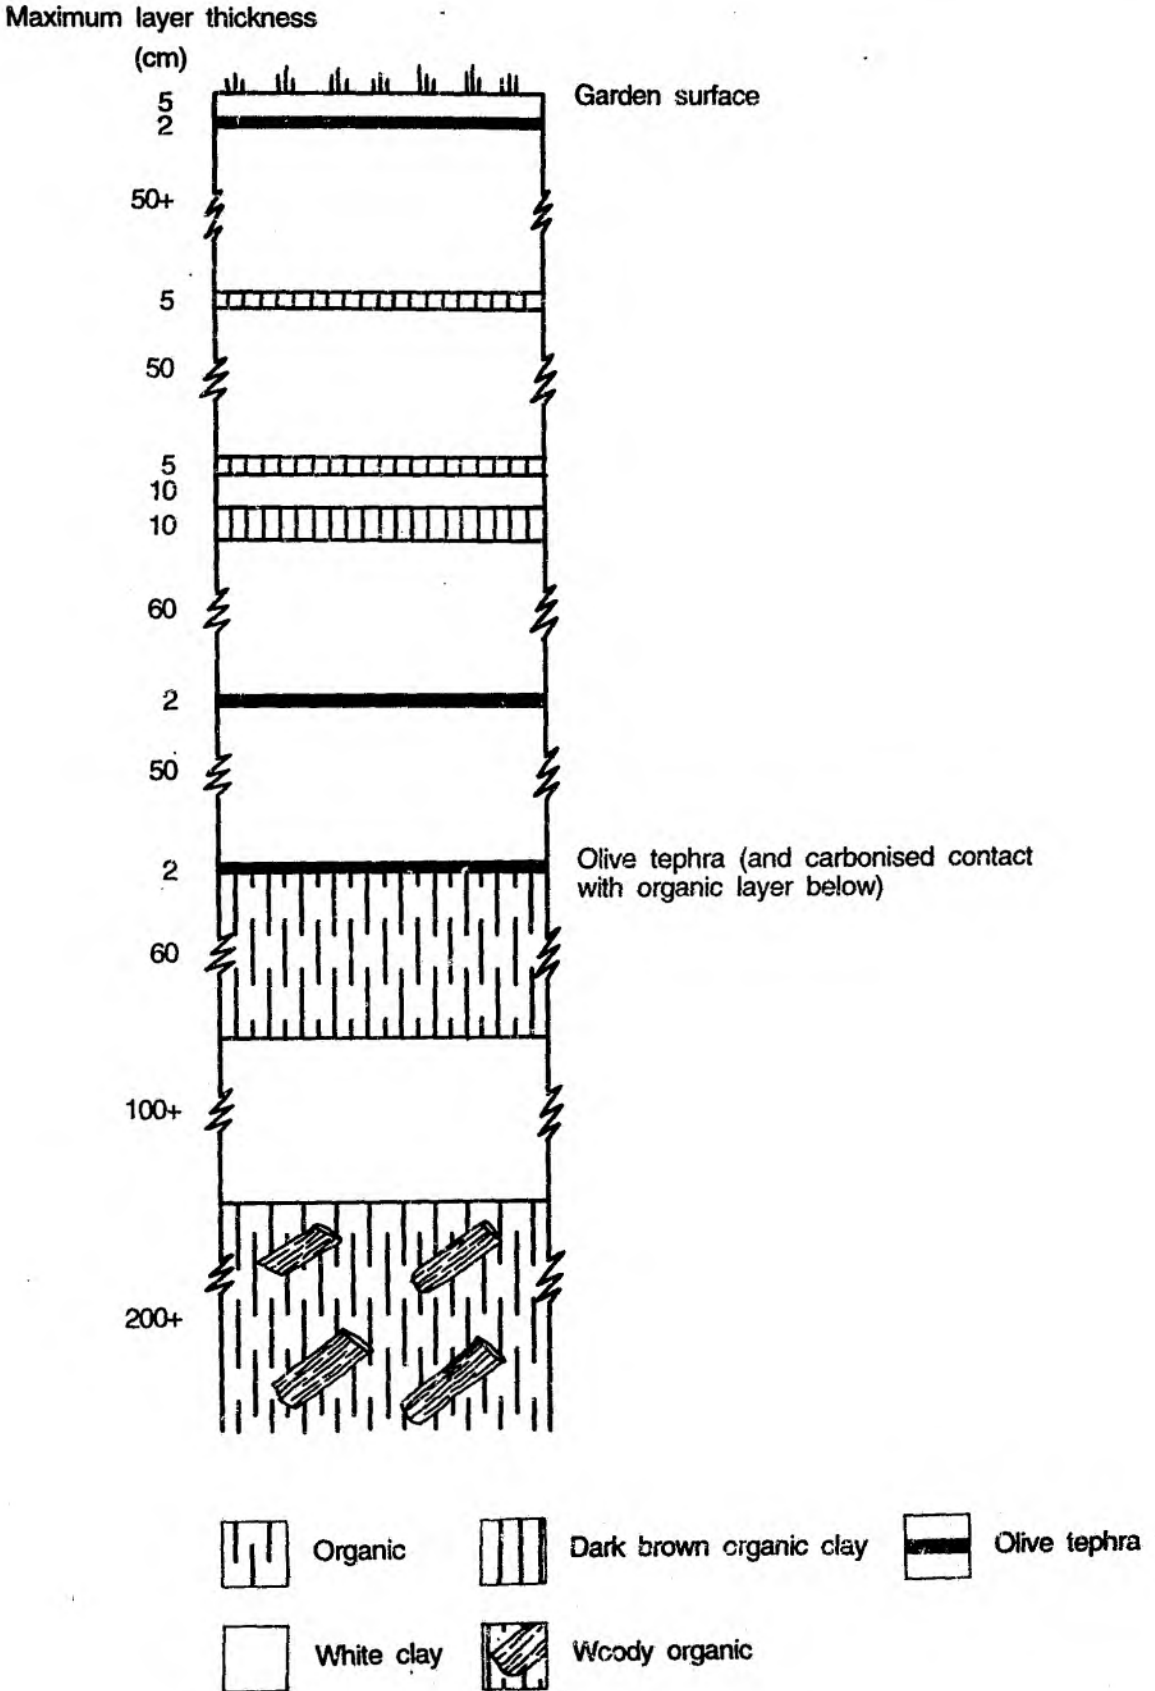 Maximum layer thickness
(cm)
Garden surface
5
2
50+
5
50
5
10
10
60
2
50
Olive tephra (and carbonised contact
with organic layer below)
2
60
100+
200+
Organic
Dark brown organic clay
Olive tephra
White clay
Woody organic